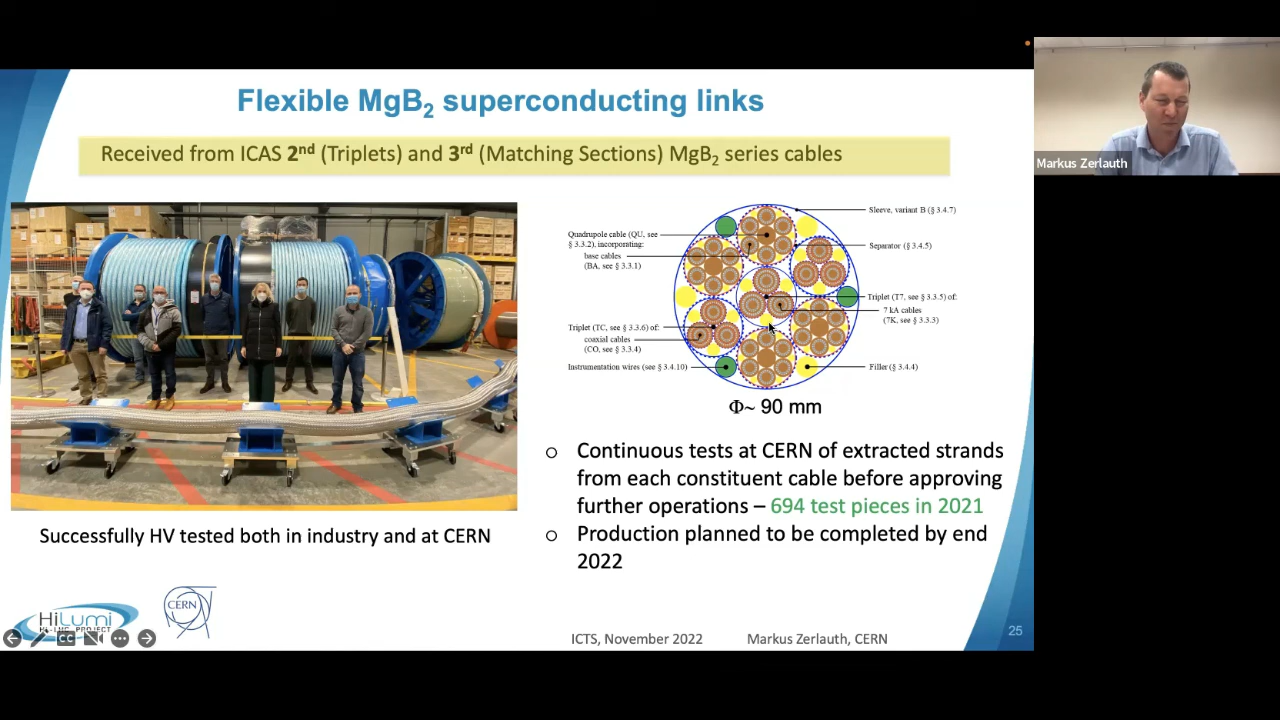 Flexible MgB₂ superconducting links
Received from ICAS 2nd (Triplets) and 3rd (Matching Sections) MgB₂ series cables
Markus Zerlauth
Sleeve, variant B (§ 3.4.7)
Quadrupole cable (QU, see
§ 3.3.2), incorporating:
base cables
(BA, see § 3.3.1)
Separator (§ 3.4.5)
Triplet (T7, see § 3.3.5) of:
7 kA cables
(7K, see § 3.3.3)
Triplet (TC, see § 3.3.6) of:
coaxial cables
(CO, see § 3.3.4)
Instrumentation wires (see § 3.4.10)
Filler (§ 3.4.4)
Φ~ 90 mm
o Continuous tests at CERN of extracted strands
from each constituent cable before approving
further operations – 694 test pieces in 2021
o Production planned to be completed by end
2022
Successfully HV tested both in industry and at CERN
HiLumi
HL-LHC PROJECT
CERN
CC
ICTS, November 2022
Markus Zerlauth, CERN
25